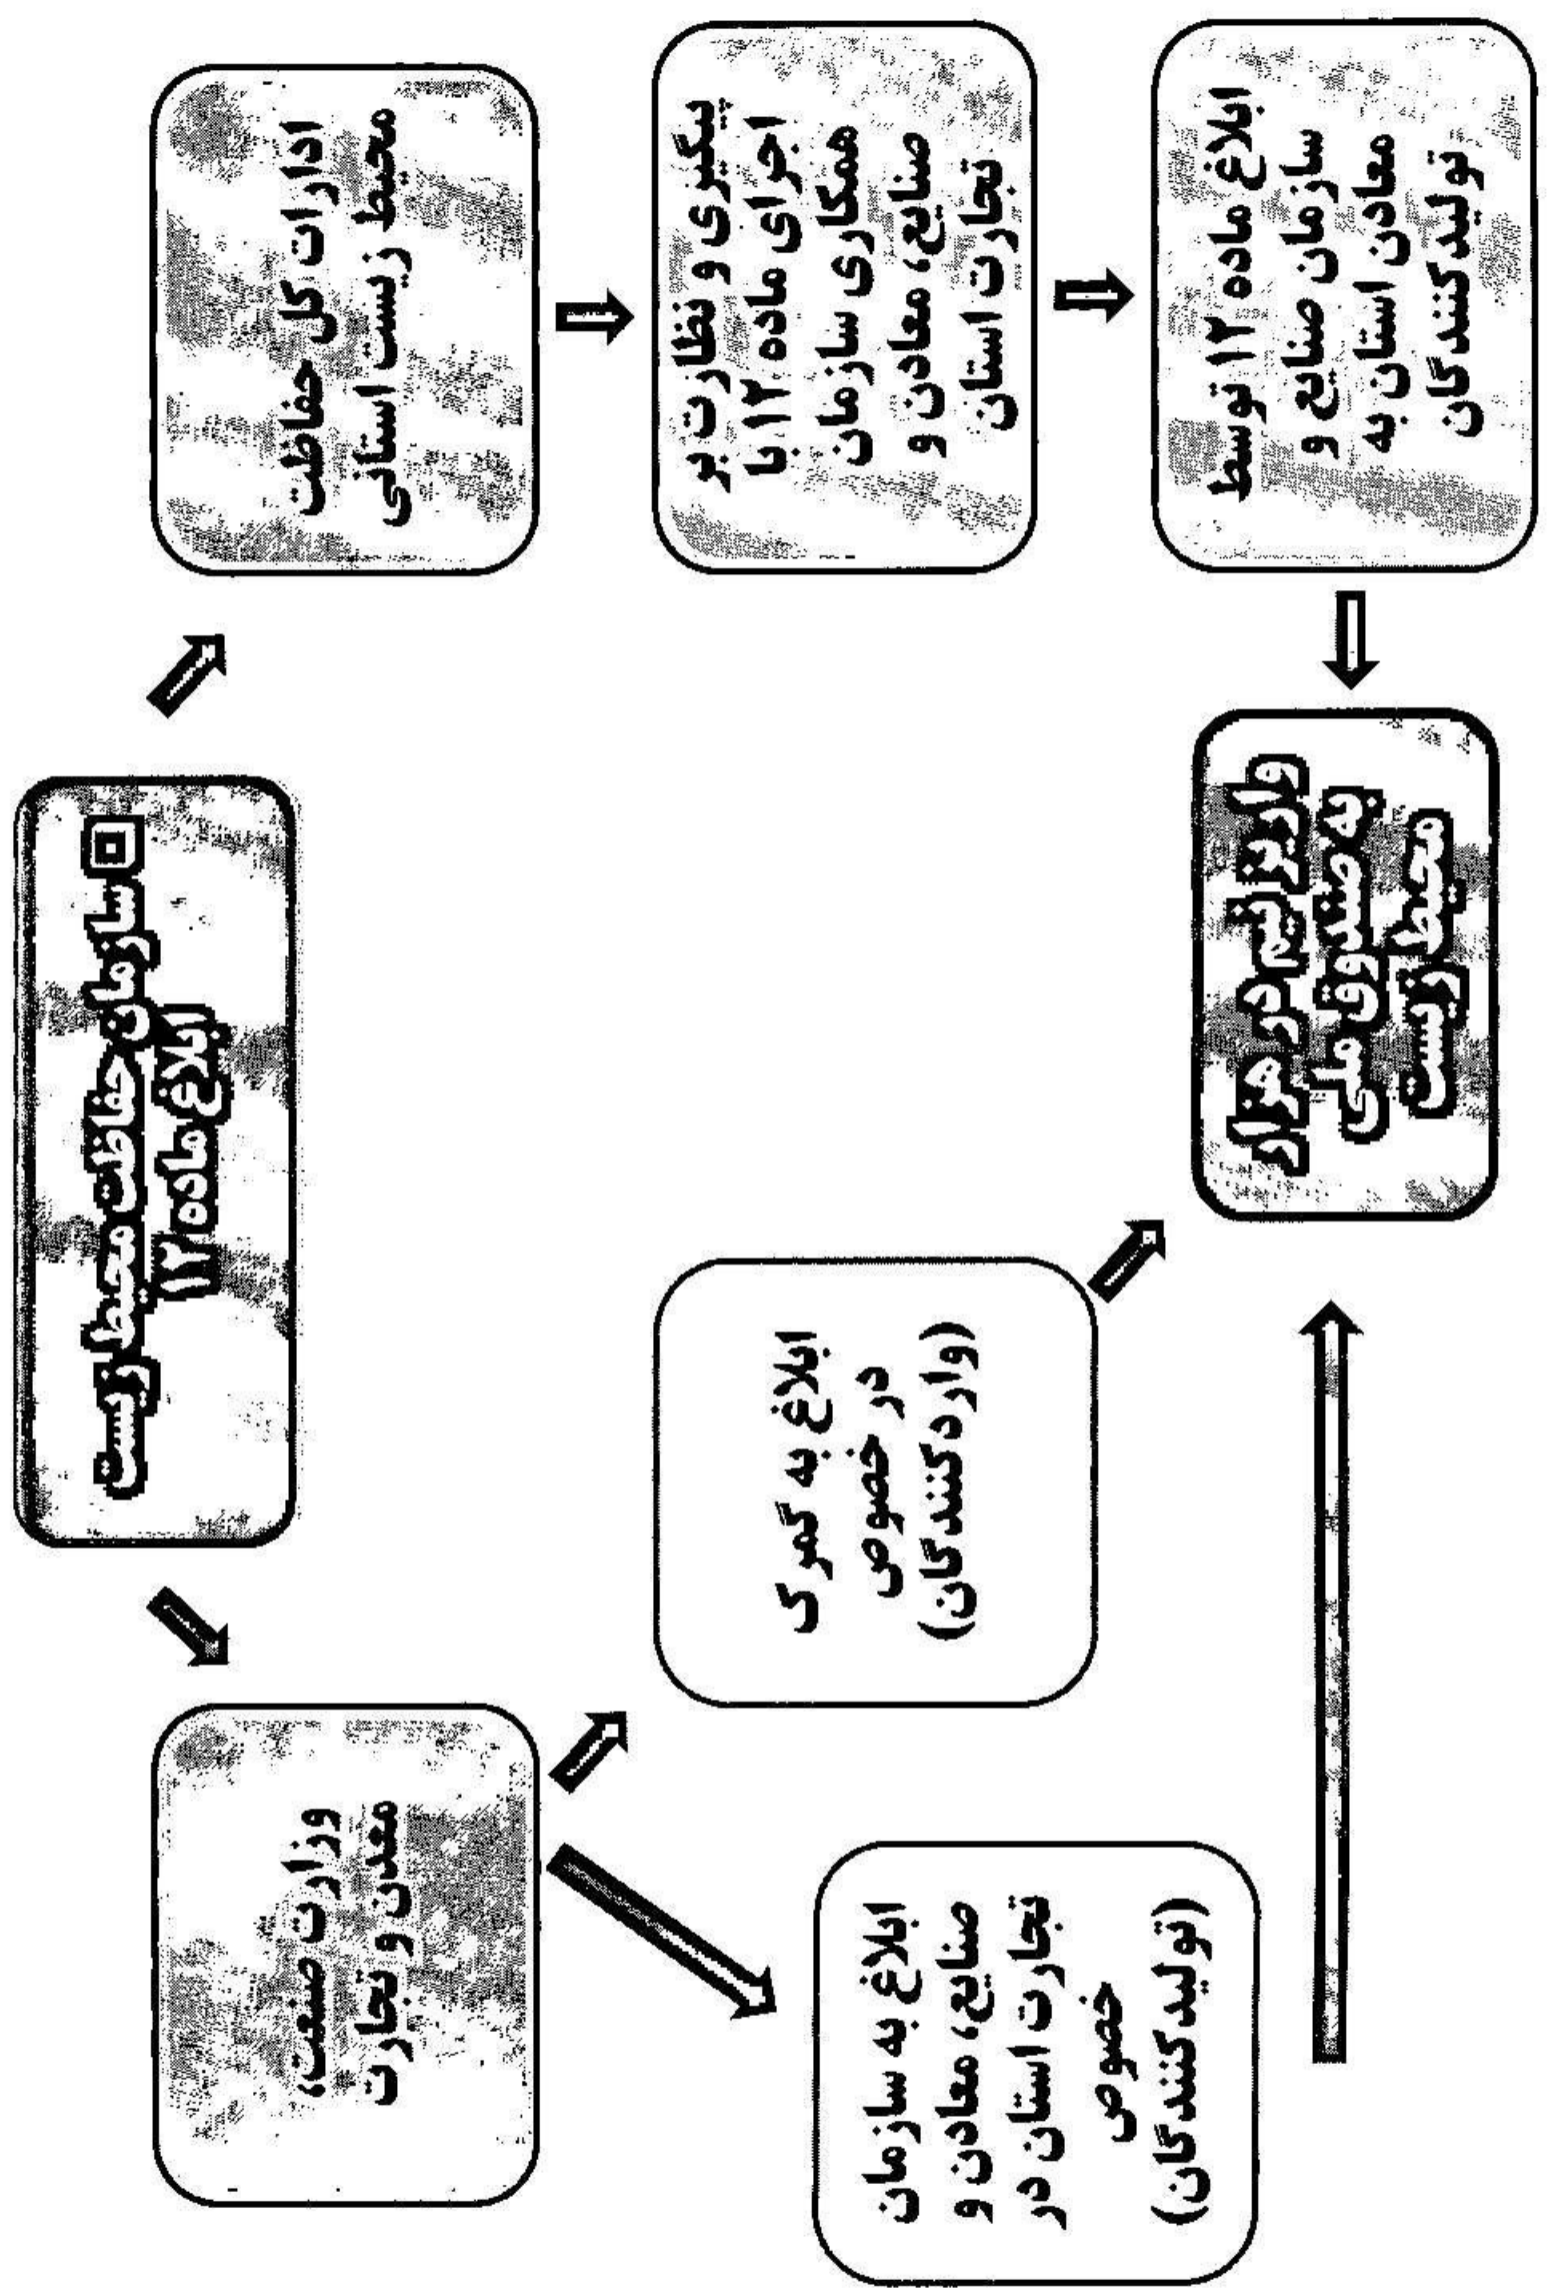 سازمان حفاظت محیط زیست
ابلاغ ماده ۱۲
ادارات کل حفاظت
محیط زیست استانی
پیگیری و نظارت بر
اجرای ماده ۱۲ با
همکاری سازمان
صنایع، معادن و
تجارت استان
ابلاغ ماده ۱۲ توسط
سازمان صنایع و
معادن استان به
تولیدکنندگان
وزارت صنعت،
معدن و تجارت
ابلاغ به گمرک
در خصوص
(واردکنندگان)
ابلاغ به سازمان
صنایع، معادن و
تجارت استان در
خصوص
(تولیدکنندگان)
واریز نیم در هزار
به صندوق ملی
محیط زیست